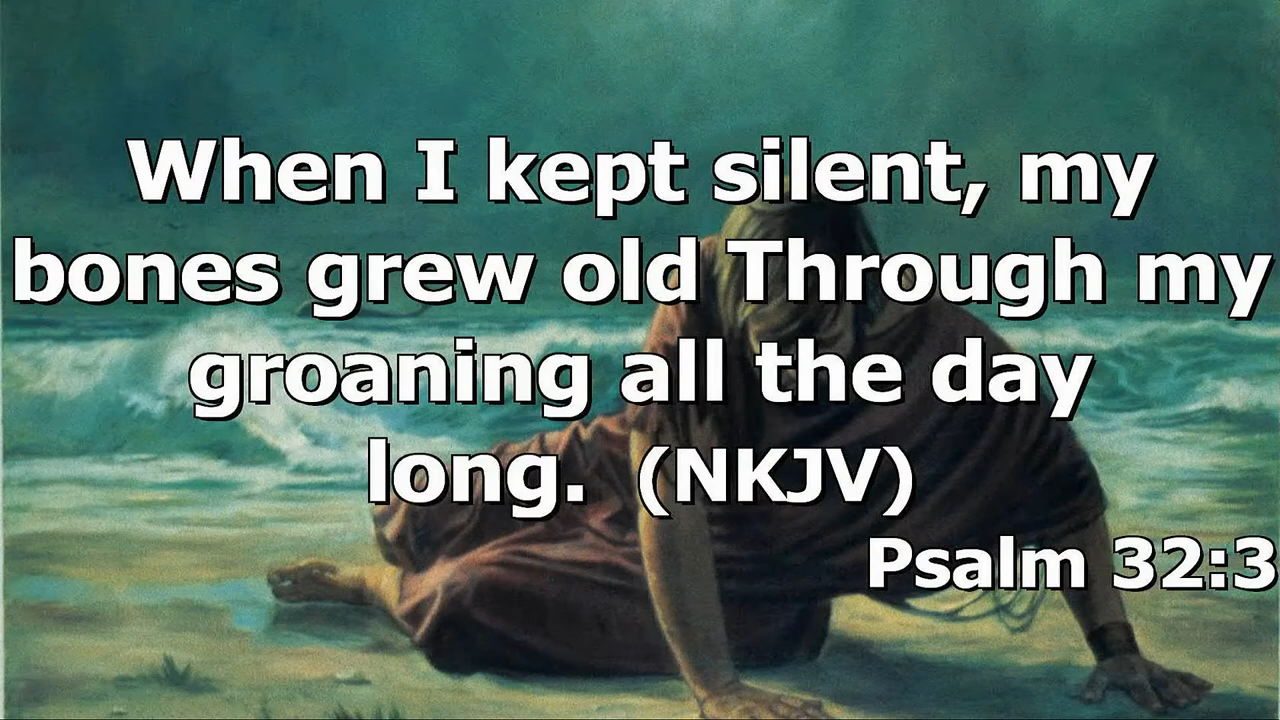 When I kept silent, my
bones grew old Through my
groaning all the day
long.  (NKJV)
Psalm 32:3